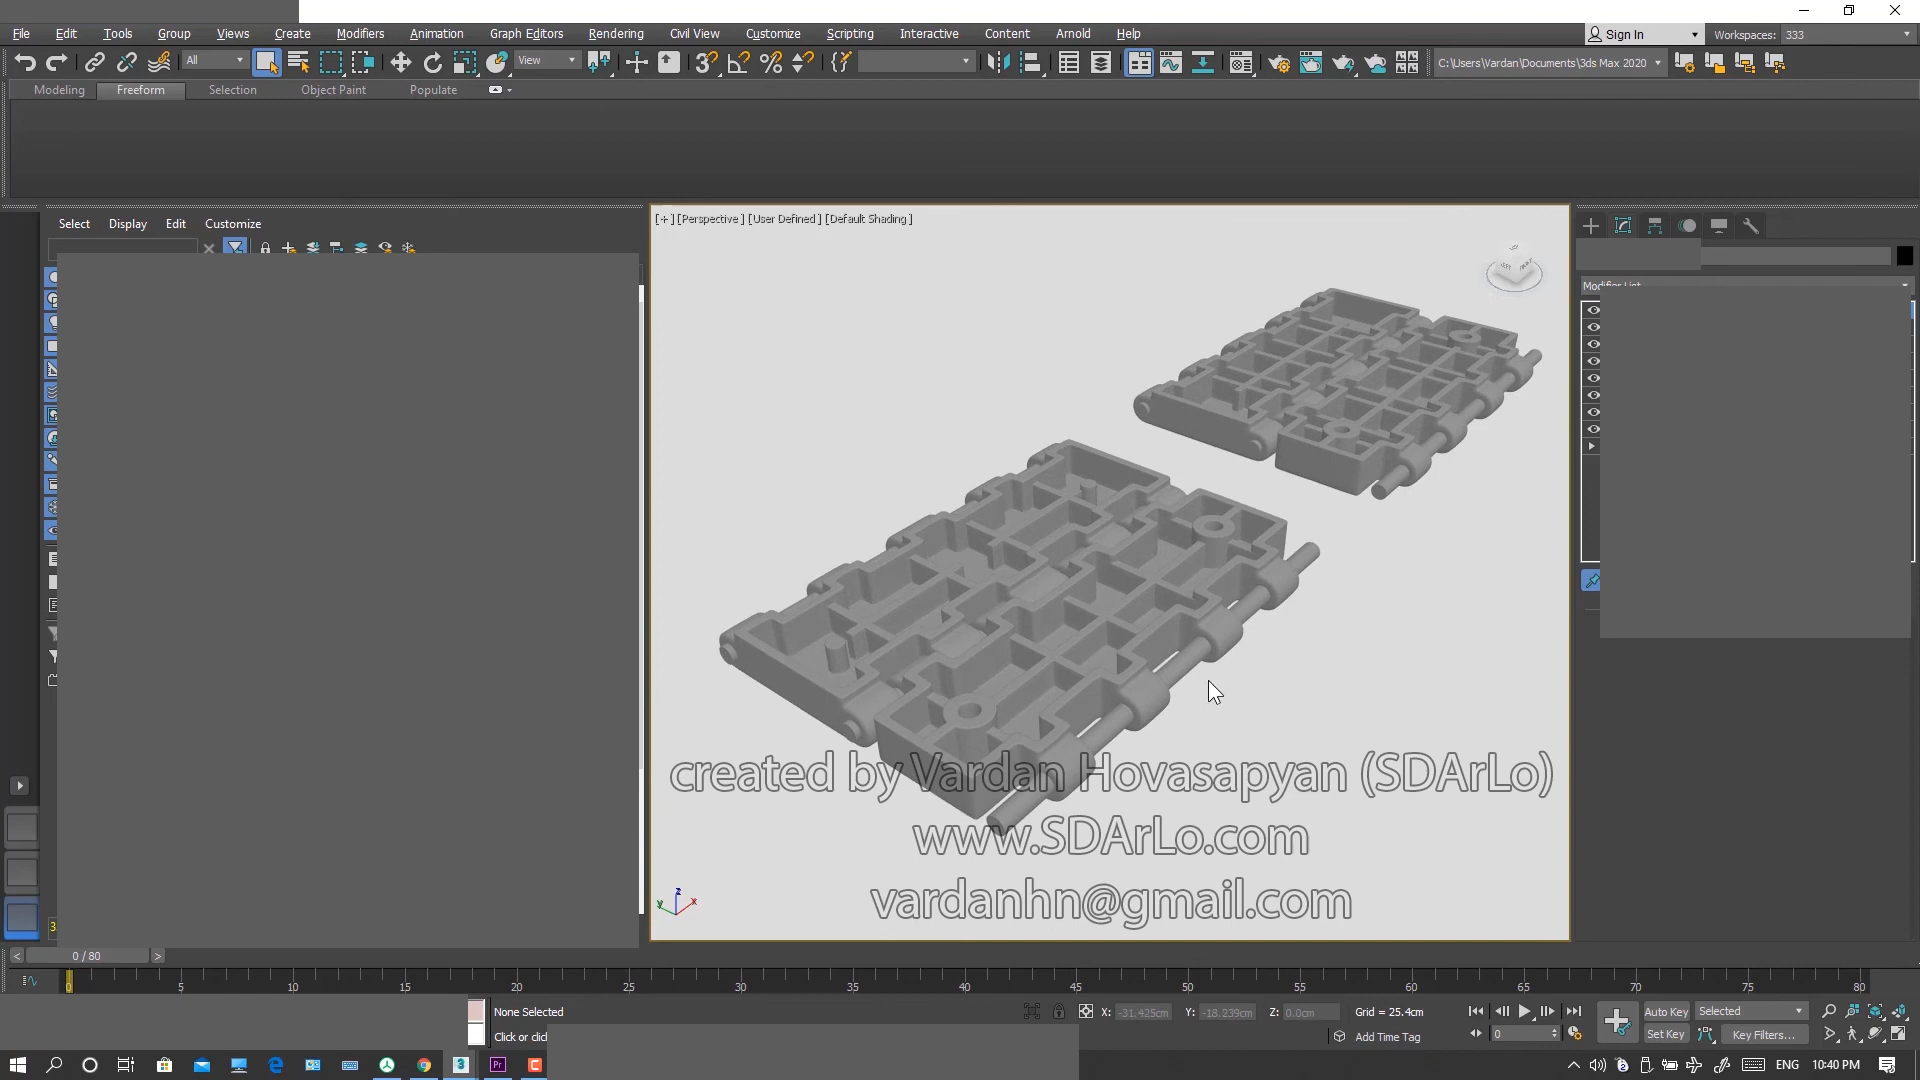 File Edit Tools Group Views Create Modifiers Animation Graph Editors Rendering Civil View Customize Scripting Interactive Content Arnold Help Sign In Workspaces: 333
All View C:\Users\Vardan\Documents\3ds Max 2020
Modeling Freeform Selection Object Paint Populate
Select Display Edit Customize
[+] [Perspective] [User Defined] [Default Shading]
Modifier List
created by Vardan Hovasapyan (SDArLo)
www.SDArLo.com
vardanhn@gmail.com
z
y x
3
< 0 / 80 >
0 5 10 15 20 25 30 35 40 45 50 55 60 65 70 75 80
None Selected X: -31.425cm Y: -18.239cm Z: 0.0cm Grid = 25.4cm Auto Key Selected
Click or clic Add Time Tag 0 Set Key Key Filters...
ENG 10:40 PM